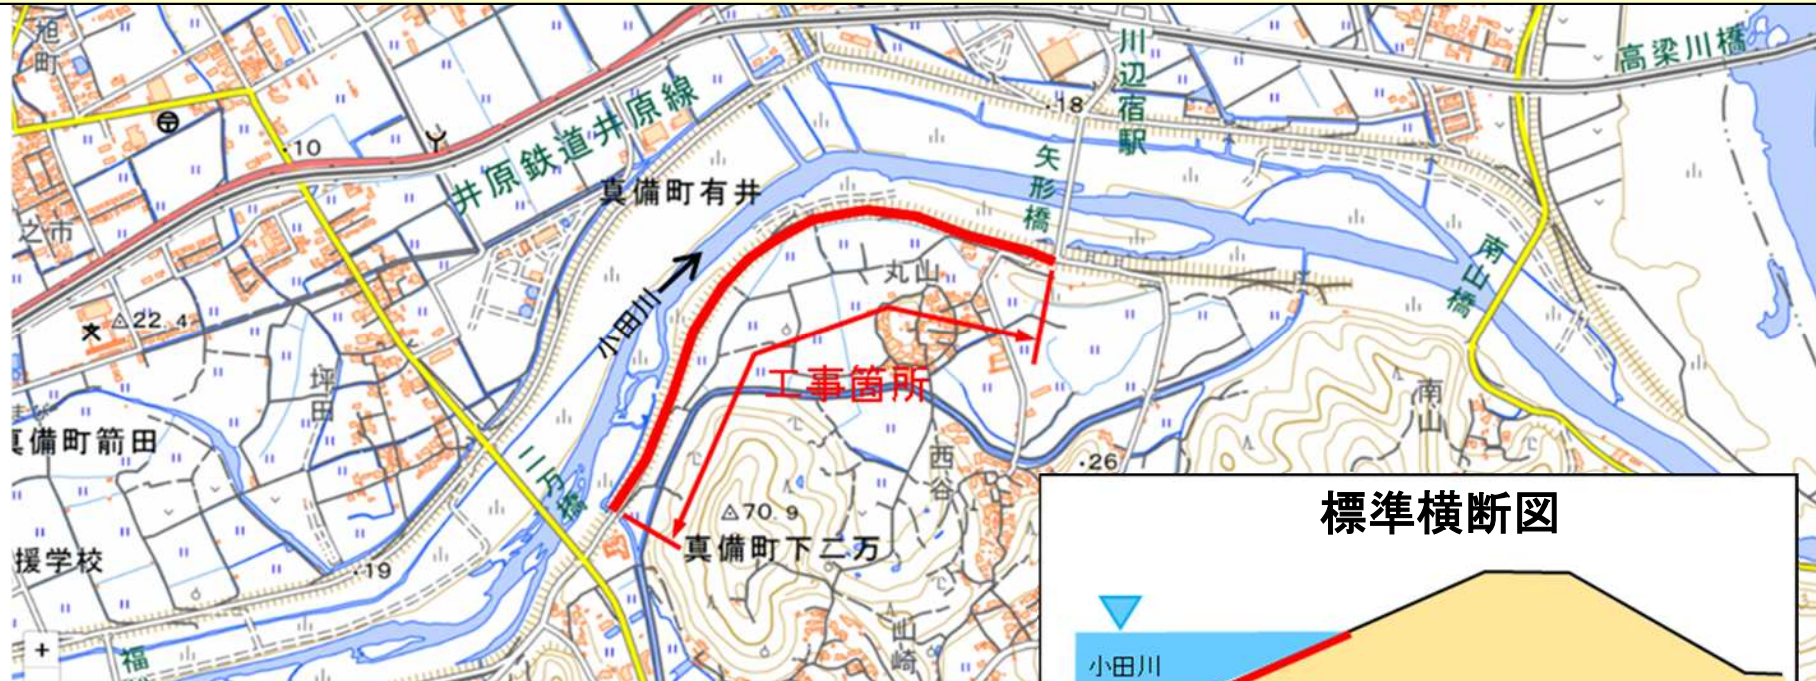 旭町
10
井原鉄道井原線
川辺宿駅
高梁川橋
18
真備町有井
矢形橋
之市
小田川
丸山
南山橋
22.4
坪田
工事箇所
南山
真備町箭田
二万橋
西谷
26
70.9
真備町下二万
援学校
19
山崎
福
+
標準横断図
小田川